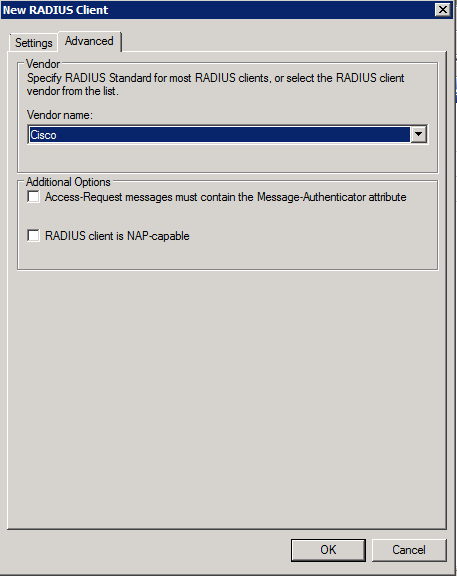 New RADIUS Client
Settings
Advanced
Vendor
Specify RADIUS Standard for most RADIUS clients, or select the RADIUS client
vendor from the list.
Vendor name:
Cisco
Additional Options
Access-Request messages must contain the Message-Authenticator attribute
RADIUS client is NAP-capable
OK
Cancel